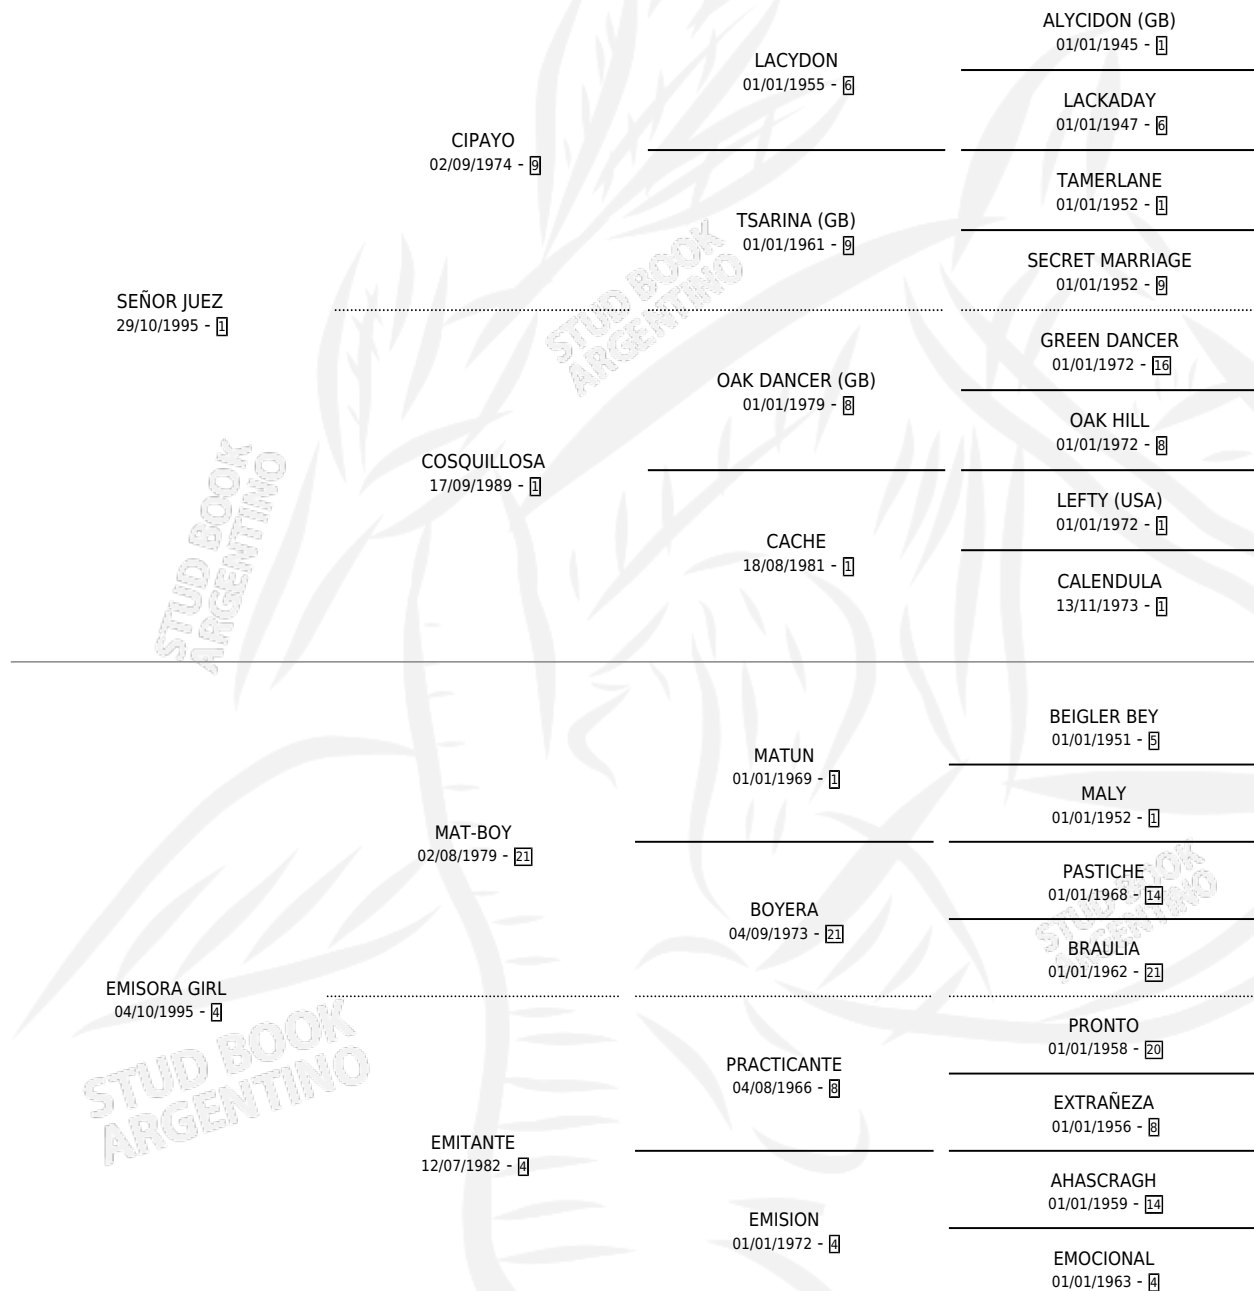 ALYCIDON (GB)
01/01/1945 - 1
LACYDON
01/01/1955 - 6
LACKADAY
01/01/1947 - 6
CIPAYO
02/09/1974 - 9
TAMERLANE
01/01/1952 - 1
TSARINA (GB)
01/01/1961 - 9
SECRET MARRIAGE
01/01/1952 - 9
SEÑOR JUEZ
29/10/1995 - 1
STUD BOOK
ARGENTINO
GREEN DANCER
01/01/1972 - 16
OAK DANCER (GB)
01/01/1979 - 8
OAK HILL
01/01/1972 - 8
COSQUILLOSA
17/09/1989 - 1
LEFTY (USA)
01/01/1972 - 1
CACHE
18/08/1981 - 1
CALENDULA
13/11/1973 - 1
STUD BOOK
ARGENTINO
BEIGLER BEY
01/01/1951 - 5
MATUN
01/01/1969 - 1
MALY
01/01/1952 - 1
MAT-BOY
02/08/1979 - 21
PASTICHE
01/01/1968 - 14
BOYERA
04/09/1973 - 21
STUD BOOK
ARGENTINO
BRAULIA
01/01/1962 - 21
EMISORA GIRL
04/10/1995 - 4
STUD BOOK
ARGENTINO
PRONTO
01/01/1958 - 20
PRACTICANTE
04/08/1966 - 8
EXTRAÑEZA
01/01/1956 - 8
EMITANTE
12/07/1982 - 4
AHASCRAGH
01/01/1959 - 14
EMISION
01/01/1972 - 4
EMOCIONAL
01/01/1963 - 4